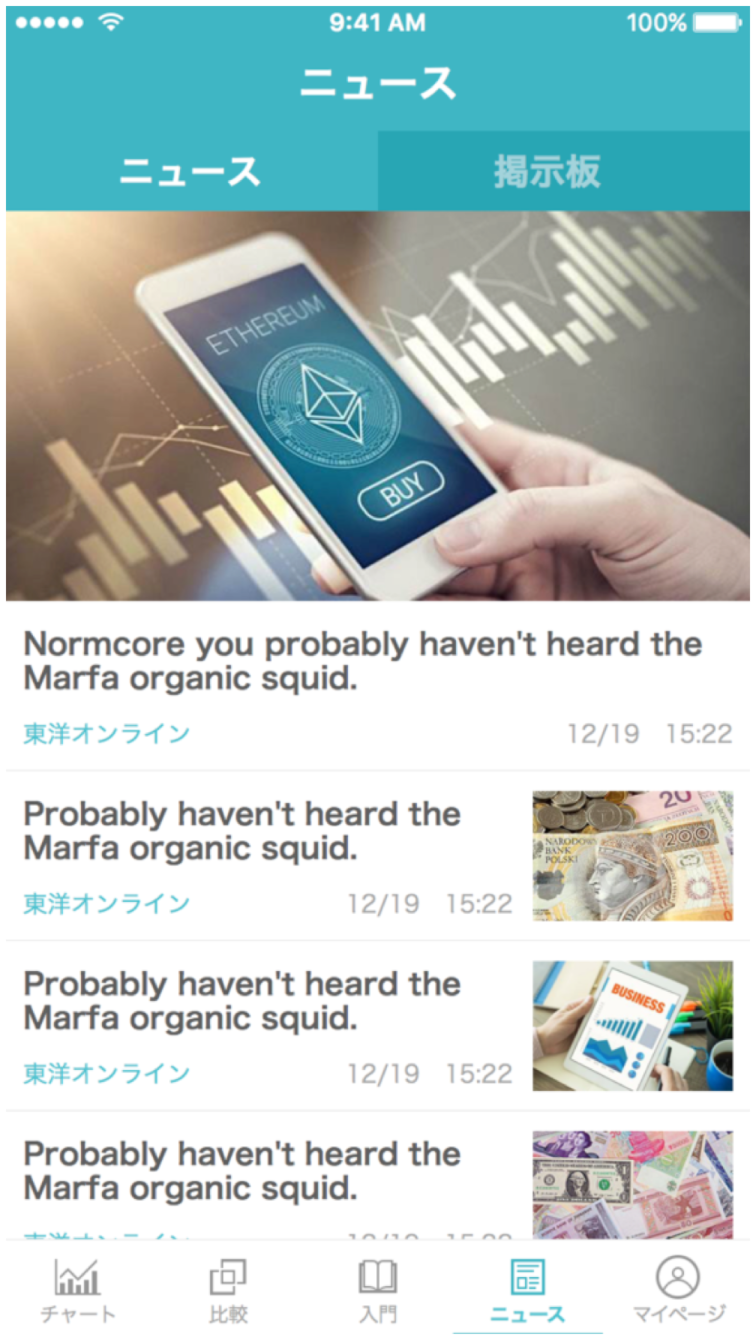 9:41 AM 100%
ニュース
ニュース 掲示板
ETHEREUM
BUY
Normcore you probably haven't heard the
Marfa organic squid.
東洋オンライン 12/19 15:22
Probably haven't heard the
Marfa organic squid.
20
200
NARODOWY
BANK
POLSKI
東洋オンライン 12/19 15:22
Probably haven't heard the
Marfa organic squid.
BUSINESS
東洋オンライン 12/19 15:22
Probably haven't heard the
Marfa organic squid.
チャート 比較 入門 ニュース マイページ